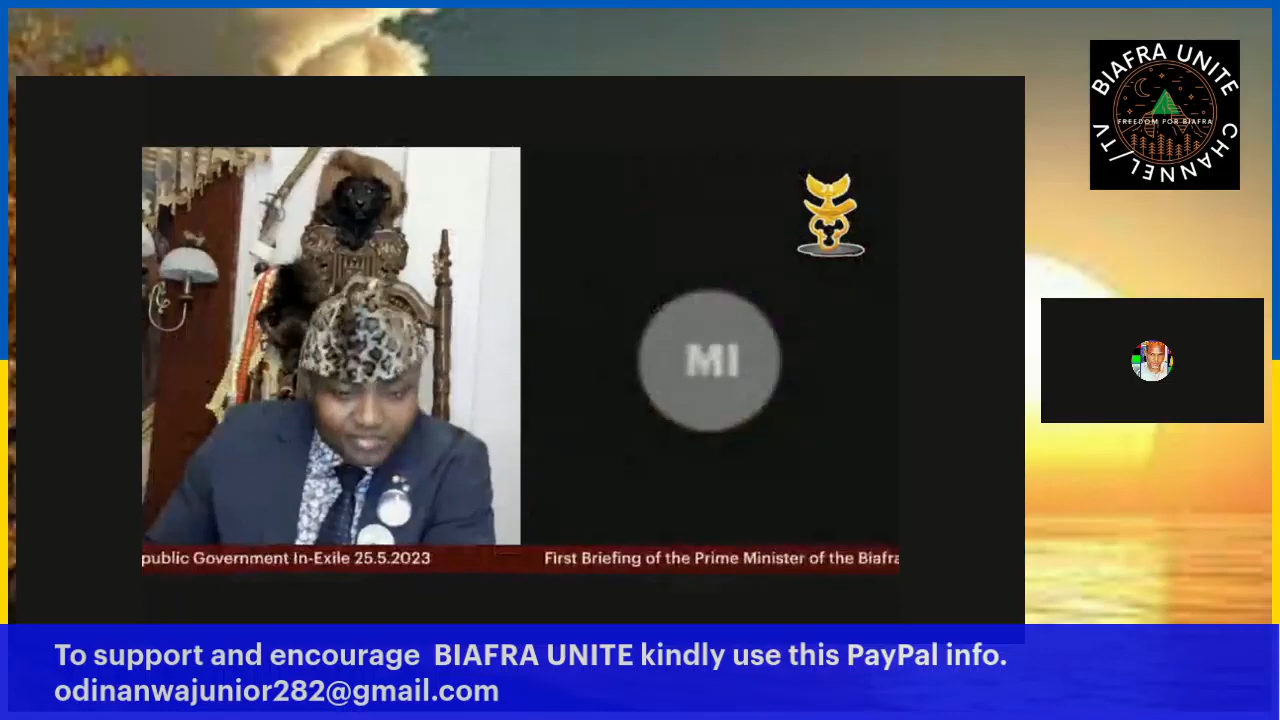 BIAFRA UNITE
CHANNEL/TV
FREEDOM FOR BIAFRA
MI
public Government In-Exile 25.5.2023 First Briefing of the Prime Minister of the Biafra
To support and encourage BIAFRA UNITE kindly use this PayPal info.
odinanwajunior282@gmail.com